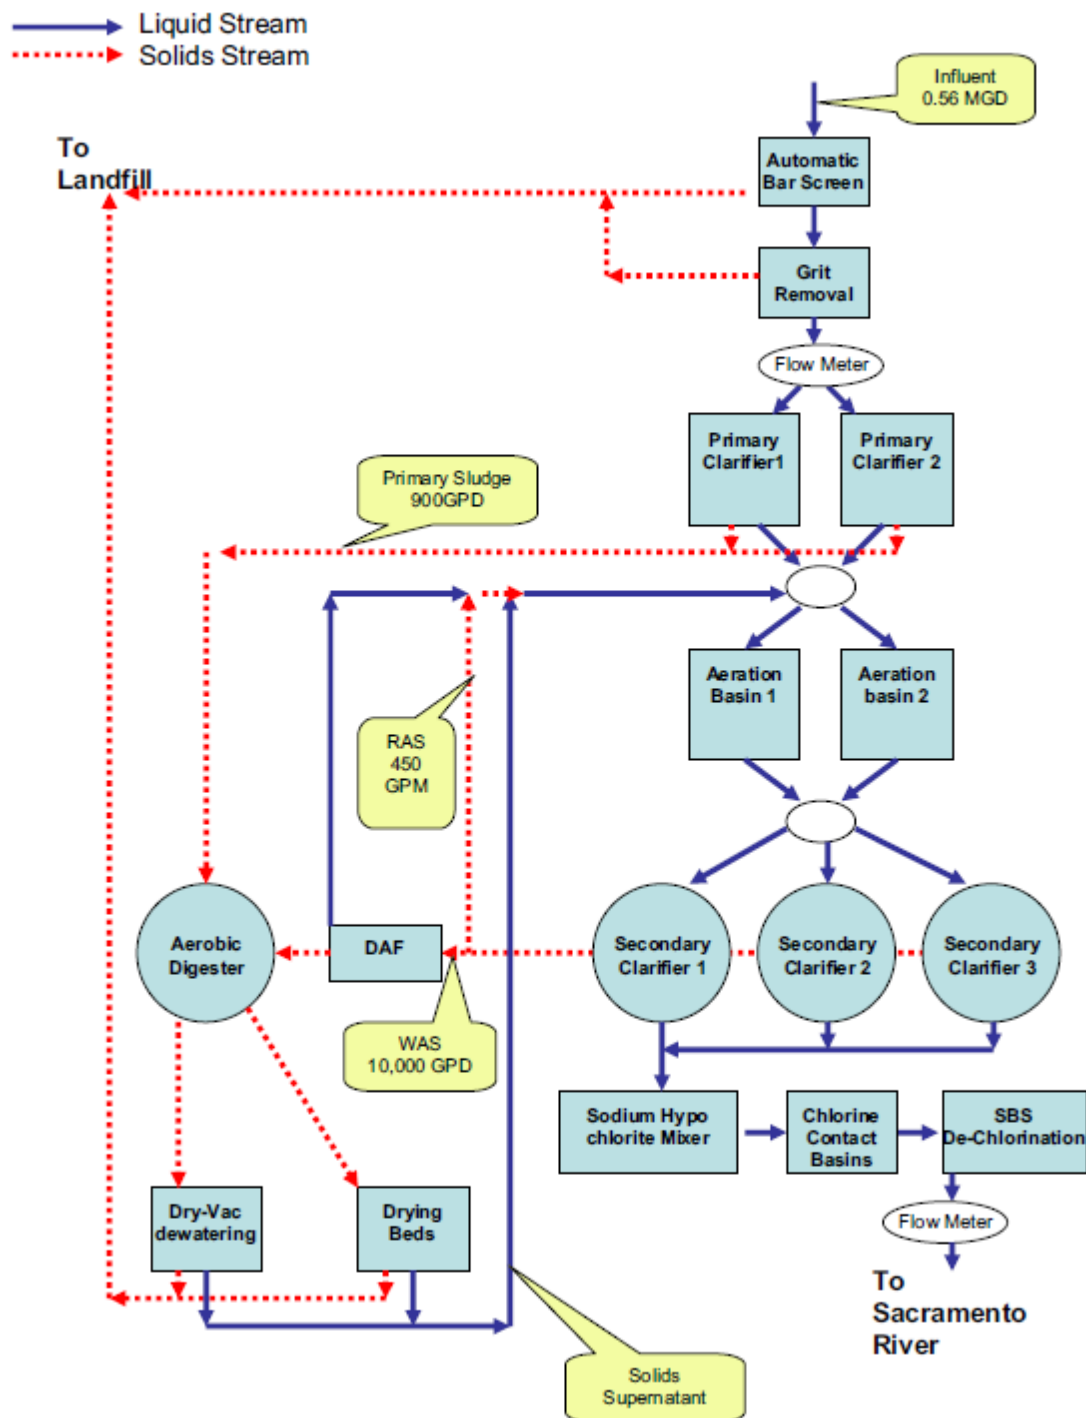 Liquid Stream
Solids Stream
Influent
0.56 MGD
To
Landfill
Automatic
Bar Screen
Grit
Removal
Flow Meter
Primary
Clarifier1
Primary
Clarifier 2
Primary Sludge
900GPD
Aeration
Basin 1
Aeration
basin 2
RAS
450
GPM
Aerobic
Digester
DAF
Secondary
Clarifier 1
Secondary
Clarifier 2
Secondary
Clarifier 3
WAS
10,000 GPD
Sodium Hypo
chlorite Mixer
Chlorine
Contact
Basins
SBS
De-Chlorination
Dry-Vac
dewatering
Drying
Beds
Flow Meter
To
Sacramento
River
Solids
Supernatant